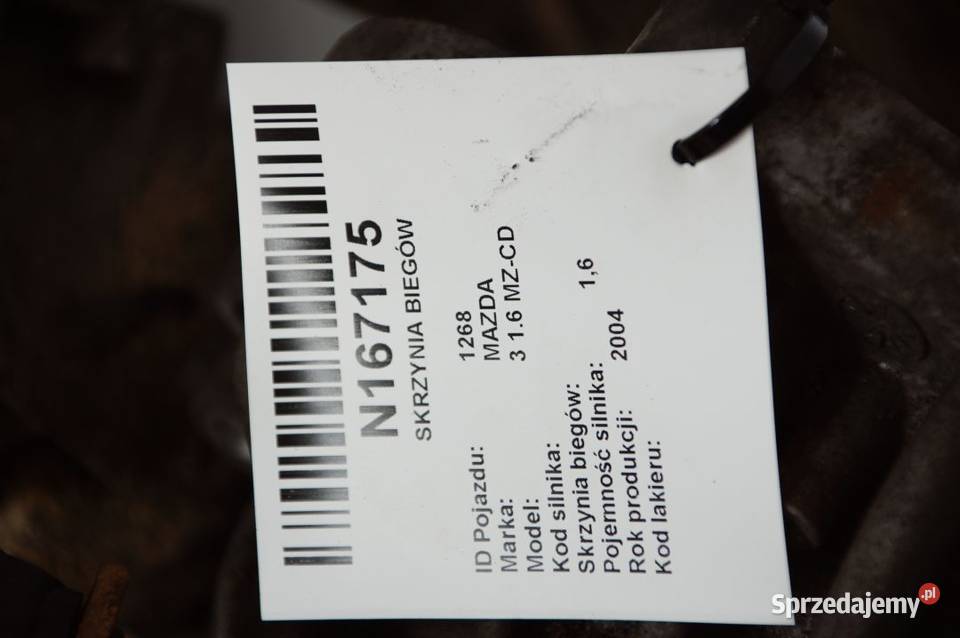 N167175
SKRZYNIA BIEGÓW
ID Pojazdu: 1268
Marka: MAZDA
Model: 3 1.6 MZ-CD
Kod silnika:
Skrzynia biegów:
Pojemność silnika: 1,6
Rok produkcji: 2004
Kod lakieru:
Sprzedajemy.pl